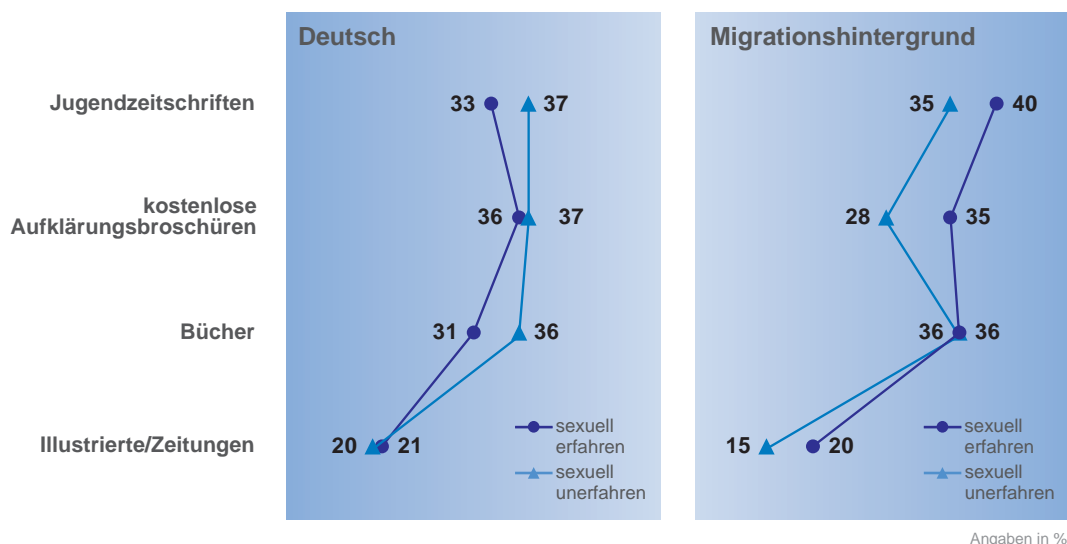 Deutsch
Migrationshintergrund
Jugendzeitschriften
33 37
35 40
kostenlose
Aufklärungsbroschüren
36 37
28 35
Bücher
31 36
36 36
Illustrierte/Zeitungen
20 21
15 20
sexuell
erfahren
sexuell
unerfahren
sexuell
erfahren
sexuell
unerfahren
Angaben in %